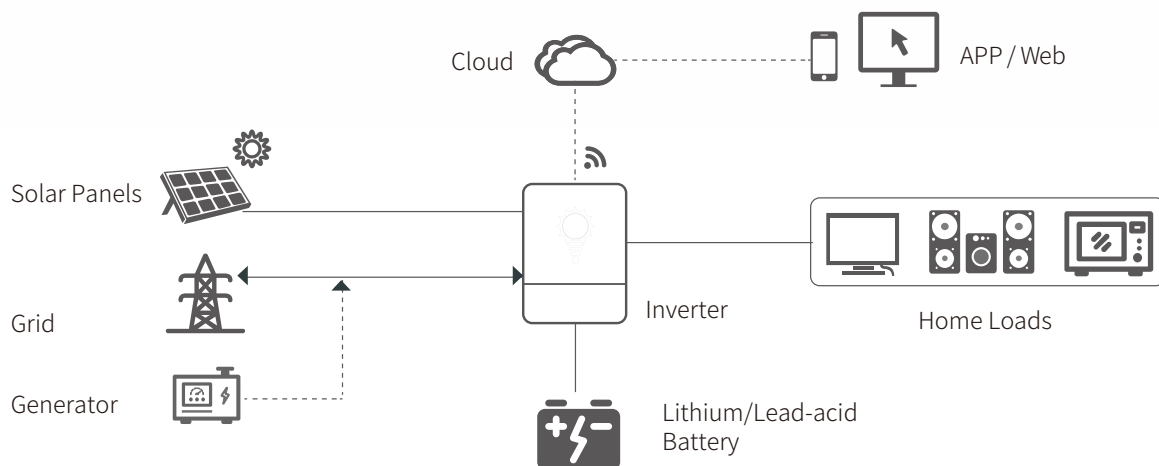 Cloud
APP / Web
Solar Panels
Grid
Inverter
Home Loads
Generator
Lithium/Lead-acid
Battery